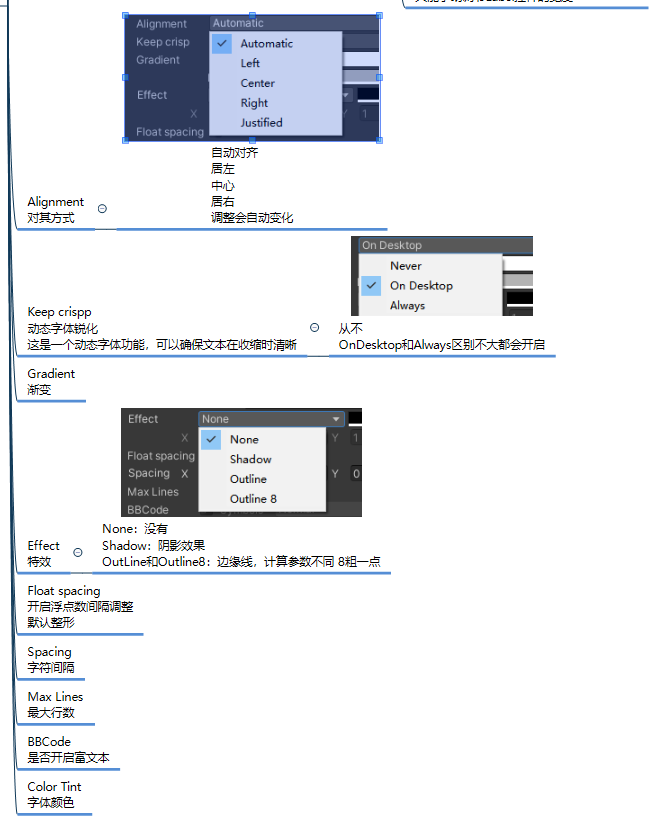 Alignment
Automatic
Keep crisp
Automatic
Gradient
Left
Center
Effect
Right
X
Y 1
Justified
Float spacing
自动对齐
居左
中心
居右
调整会自动变化
Alignment
对其方式
On Desktop
Never
On Desktop
Always
Keep crispp
动态字体锐化
这是一个动态字体功能，可以确保文本在收缩时清晰
从不
OnDesktop和Always区别不大都会开启
Gradient
渐变
Effect
None
None
X
Y 1
Float spacing
Shadow
Spacing X
Outline
Y 0
Max Lines
Outline 8
BBCode
None：没有
Shadow：阴影效果
OutLine和Outline8：边缘线，计算参数不同 8粗一点
Effect
特效
Float spacing
开启浮点数间隔调整
默认整形
Spacing
字符间隔
Max Lines
最大行数
BBCode
是否开启富文本
Color Tint
字体颜色